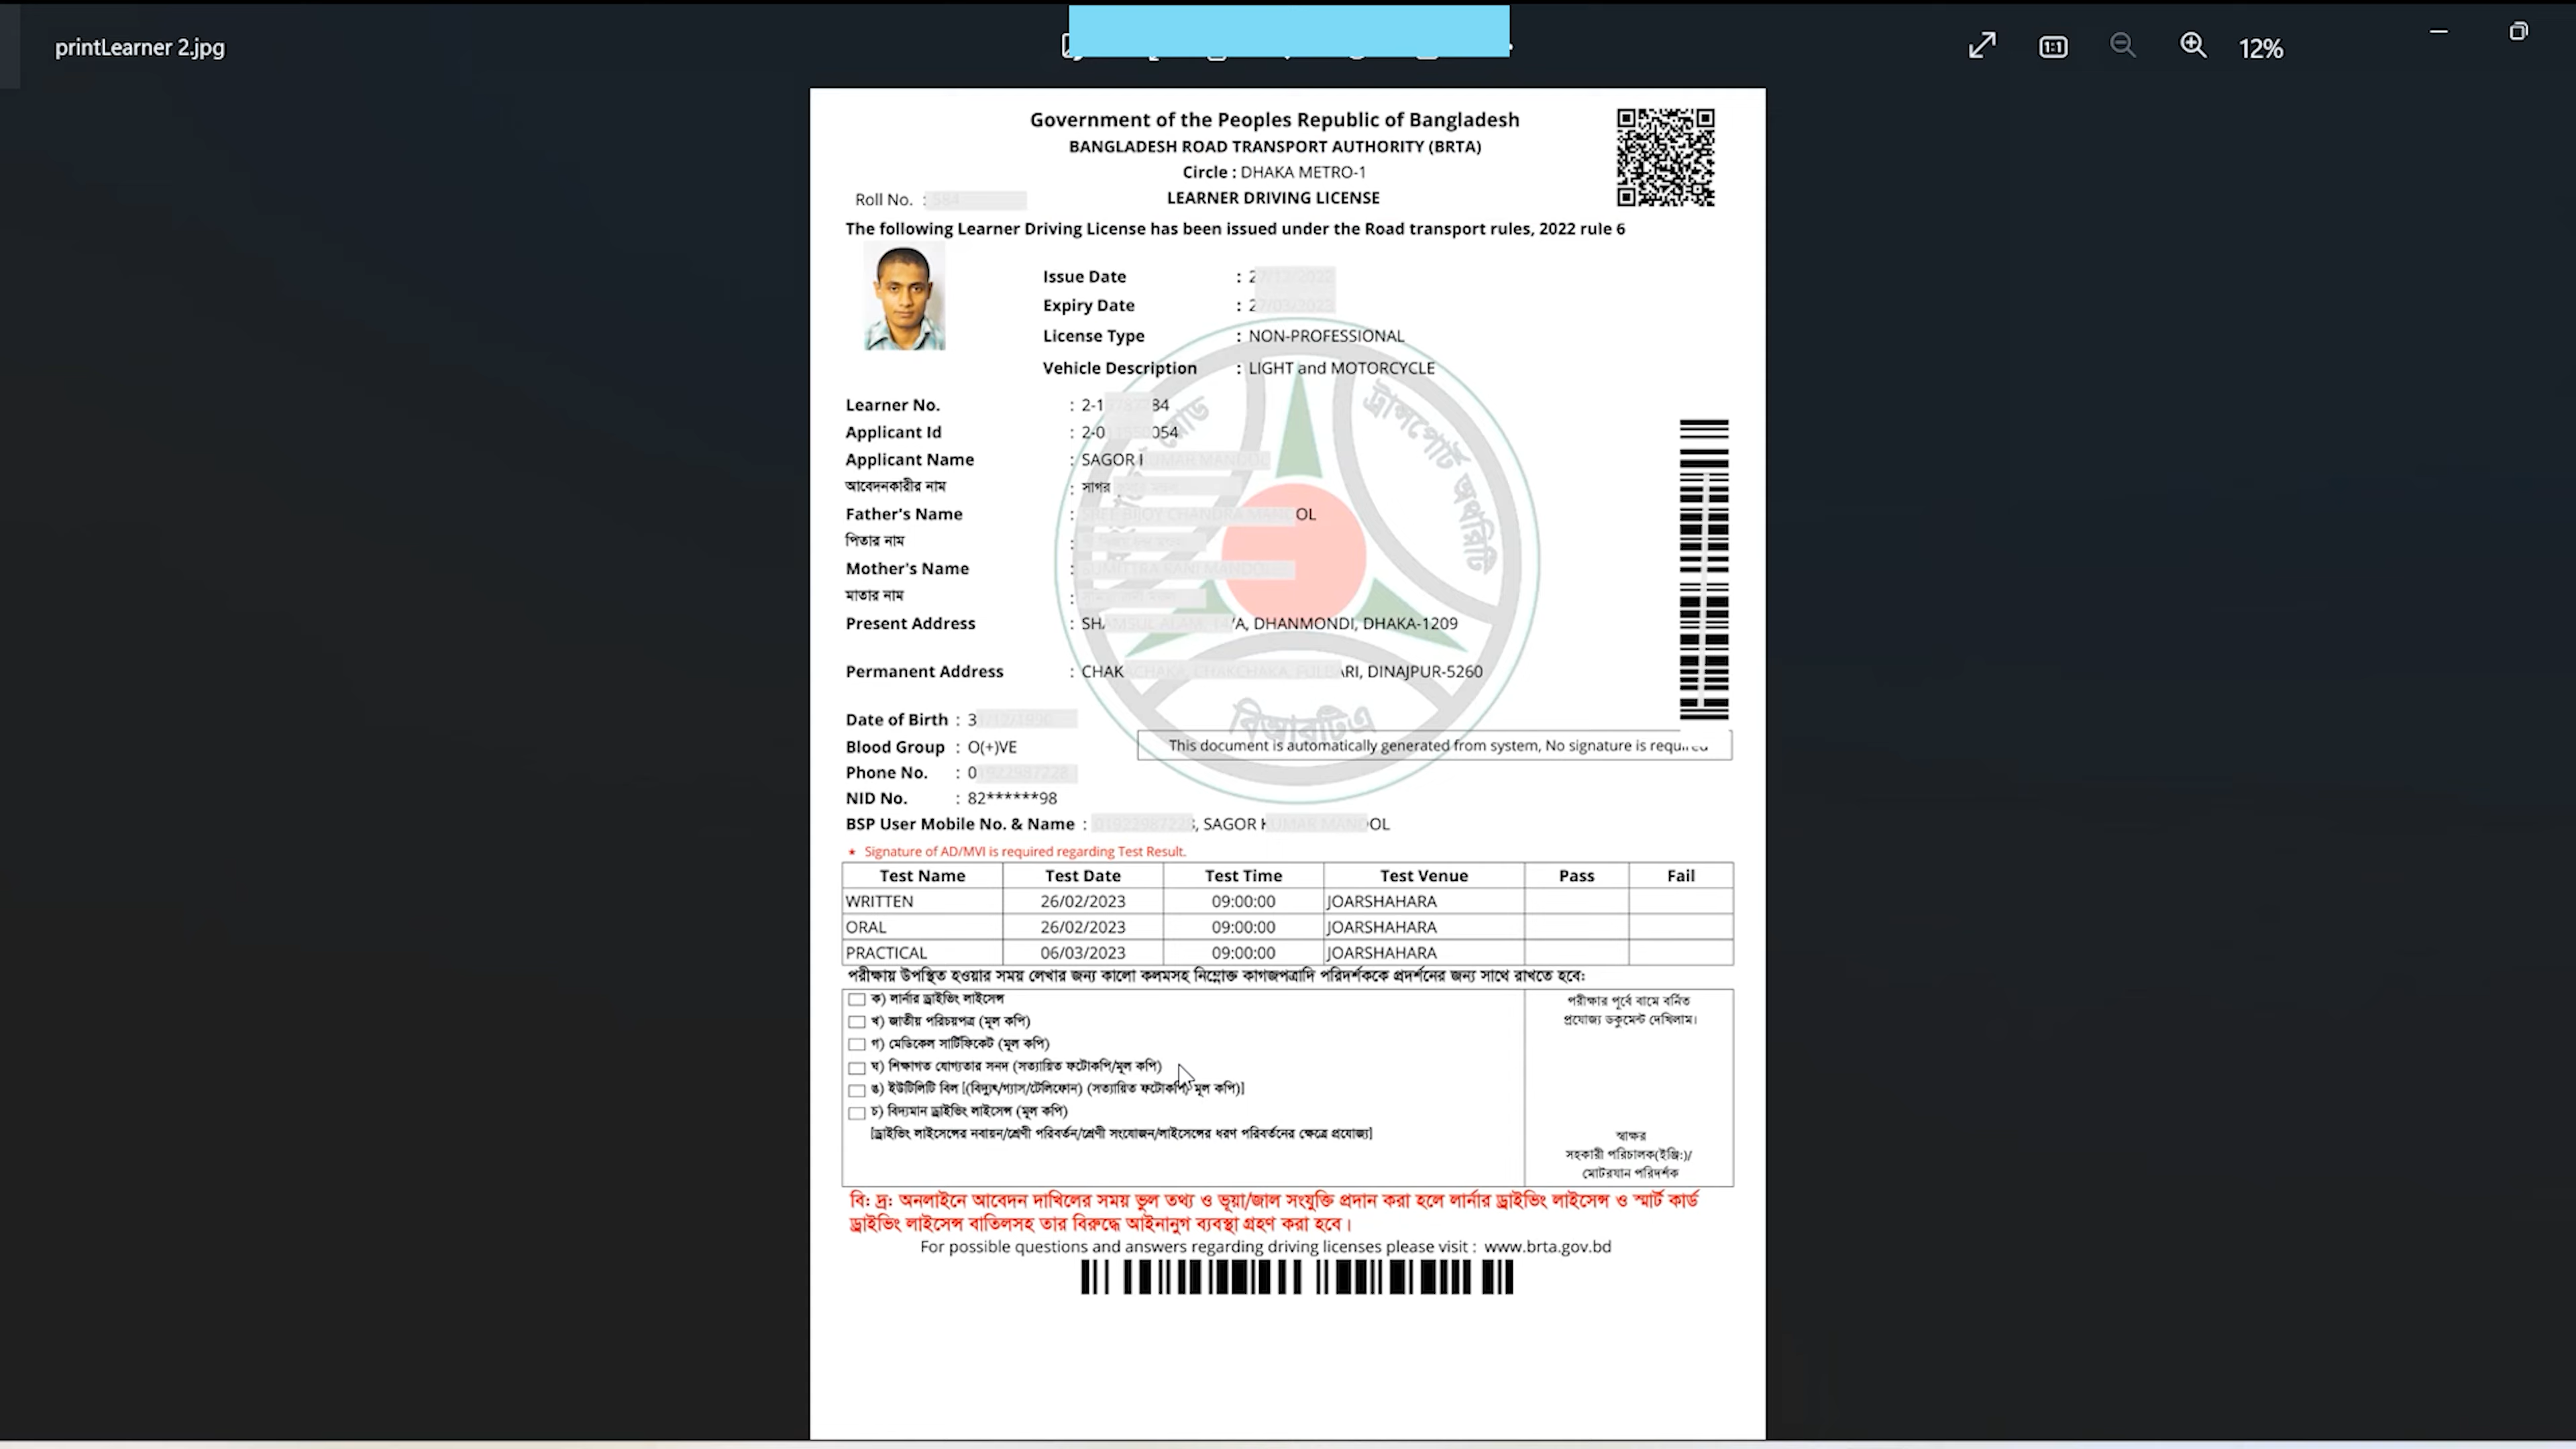 printLearner 2.jpg
12%
Government of the Peoples Republic of Bangladesh
BANGLADESH ROAD TRANSPORT AUTHORITY (BRTA)
Circle : DHAKA METRO-1
Roll No. :
LEARNER DRIVING LICENSE
The following Learner Driving License has been issued under the Road transport rules, 2022 rule 6
Issue Date : 2
Expiry Date : 2
License Type : NON-PROFESSIONAL
Vehicle Description : LIGHT and MOTORCYCLE
Learner No. : 2-1 84
Applicant Id : 2-0 054
Applicant Name : SAGOR
আবেদনকারীর নাম : সাগর
Father's Name : OL
পিতার নাম :
Mother's Name :
মাতার নাম :
Present Address : SH /A, DHANMONDI, DHAKA-1209
Permanent Address : CHAK ARI, DINAJPUR-5260
ট্রান্সপোর্ট অথরিটি
বিআরটিএ
Date of Birth : 3
Blood Group : O(+)VE
This document is automatically generated from system, No signature is required
Phone No. : 0
NID No. : 82******98
BSP User Mobile No. & Name : , SAGOR OL
* Signature of AD/MVI is required regarding Test Result.
Test Name Test Date Test Time Test Venue Pass Fail
WRITTEN 26/02/2023 09:00:00 JOARSHAHARA
ORAL 26/02/2023 09:00:00 JOARSHAHARA
PRACTICAL 06/03/2023 09:00:00 JOARSHAHARA
পরীক্ষায় উপস্থিত হওয়ার সময় লেখার জন্য কালো কলমসহ নিম্নোক্ত কাগজপত্রাদি পরিদর্শককে প্রদর্শনের জন্য সাথে রাখতে হবে:
ক) লার্নার ড্রাইভিং লাইসেন্স
খ) জাতীয় পরিচয়পত্র (মূল কপি)
গ) মেডিকেল সার্টিফিকেট (মূল কপি)
ঘ) শিক্ষাগত যোগ্যতার সনদ (সত্যায়িত ফটোকপি/মূল কপি)
ঙ) ইউটিলিটি বিল [(বিদ্যুৎ/গ্যাস/টেলিফোন) (সত্যায়িত ফটোকপি/মূল কপি)]
চ) বিদ্যমান ড্রাইভিং লাইসেন্স (মূল কপি)
[ড্রাইভিং লাইসেন্সের নবায়ন/শ্রেণী পরিবর্তন/শ্রেণী সংযোজন/লাইসেন্সের ধরণ পরিবর্তনের ক্ষেত্রে প্রযোজ্য]
পরীক্ষার পূর্বে বামে বর্নিত
প্রযোজ্য ডকুমেন্ট দেখিলাম।
স্বাক্ষর
সহকারী পরিচালক(ইঞ্জি:)/
মোটরযান পরিদর্শক
বি: দ্র: অনলাইনে আবেদন দাখিলের সময় ভুল তথ্য ও ভূয়া/জাল সংযুক্তি প্রদান করা হলে লার্নার ড্রাইভিং লাইসেন্স ও স্মার্ট কার্ড
ড্রাইভিং লাইসেন্স বাতিলসহ তার বিরুদ্ধে আইনানুগ ব্যবস্থা গ্রহণ করা হবে।
For possible questions and answers regarding driving licenses please visit : www.brta.gov.bd